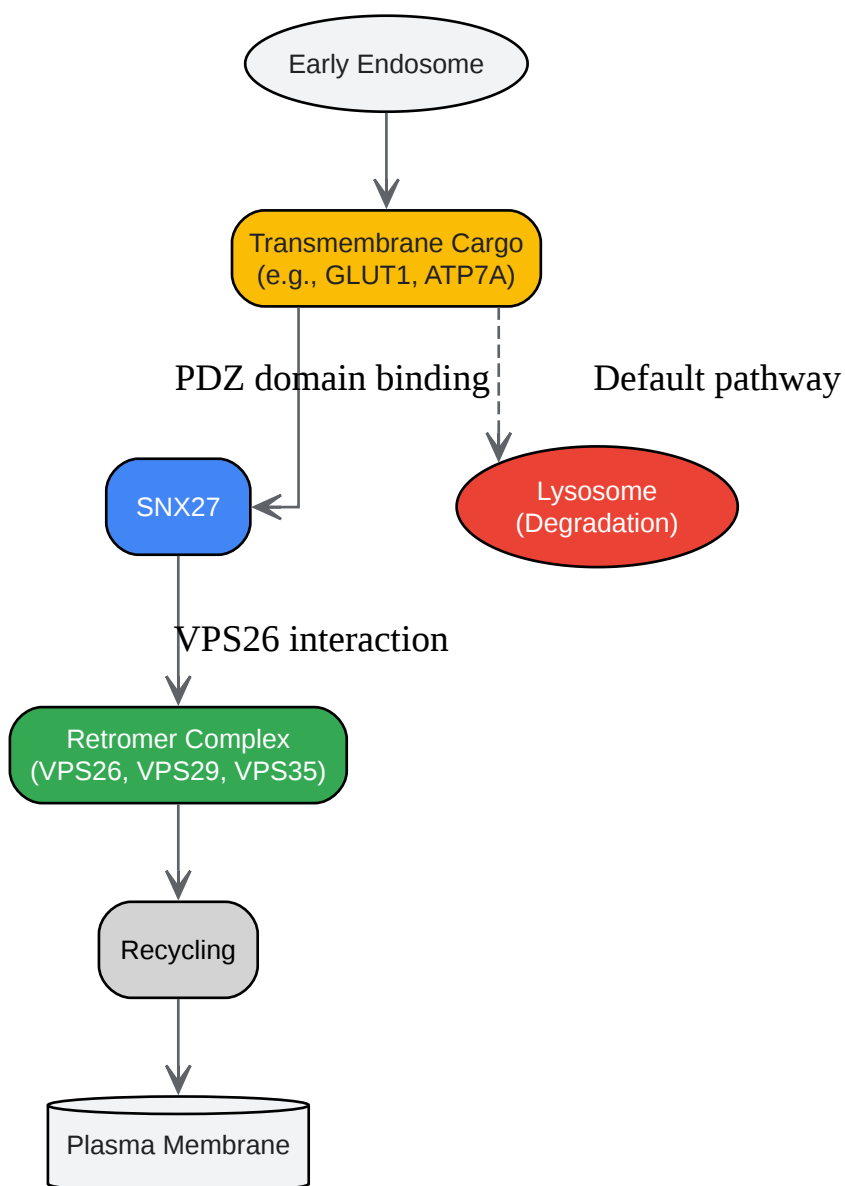 Early Endosome
Transmembrane Cargo
(e.g., GLUT1, ATP7A)
PDZ domain binding
Default pathway
SNX27
Lysosome
(Degradation)
VPS26 interaction
Retromer Complex
(VPS26, VPS29, VPS35)
Recycling
Plasma Membrane